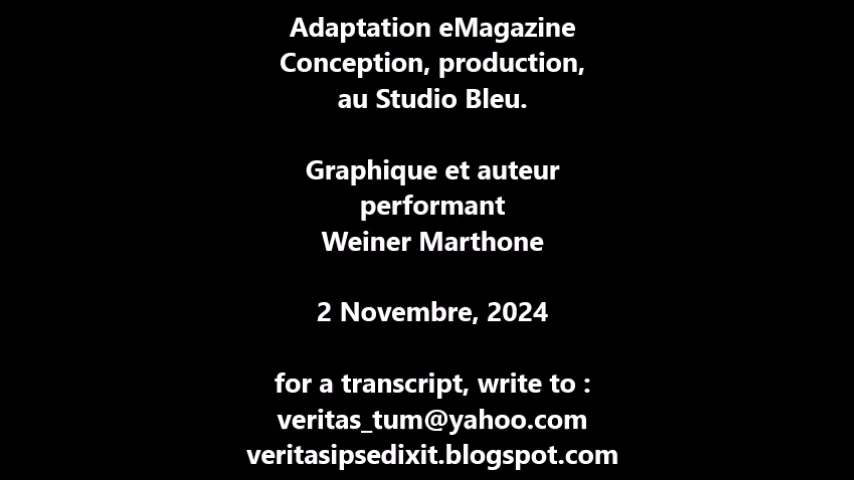 Adaptation eMagazine
Conception, production,
au Studio Bleu.
Graphique et auteur
performant
Weiner Marthone
2 Novembre, 2024
for a transcript, write to :
veritas_tum@yahoo.com
veritasipsedixit.blogspot.com